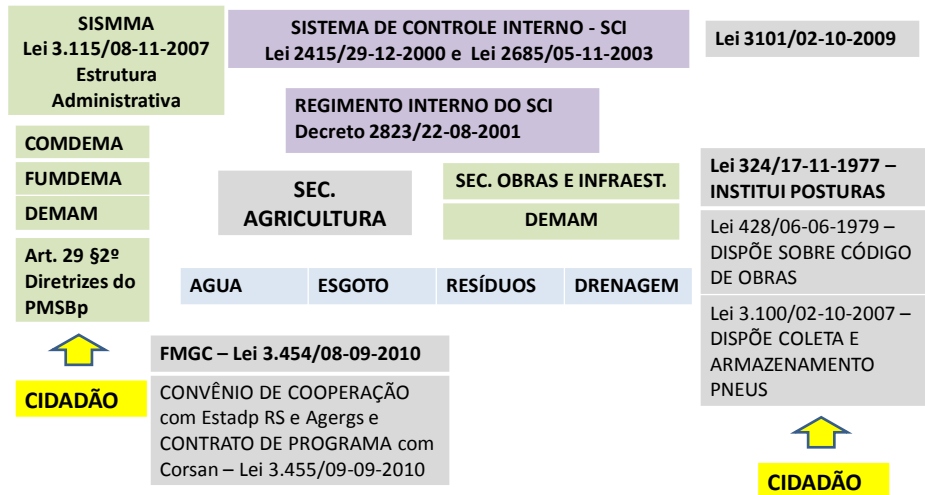 SISMMA
Lei 3.115/08-11-2007
Estrutura
Administrativa
SISTEMA DE CONTROLE INTERNO - SCI
Lei 2415/29-12-2000 e Lei 2685/05-11-2003
Lei 3101/02-10-2009
REGIMENTO INTERNO DO SCI
Decreto 2823/22-08-2001
COMDEMA
FUMDEMA
DEMAM
Art. 29 §2º
Diretrizes do
PMSBp
SEC.
AGRICULTURA
SEC. OBRAS E INFRAEST.
DEMAM
AGUA
ESGOTO
RESÍDUOS
DRENAGEM
Lei 324/17-11-1977 –
INSTITUI POSTURAS
Lei 428/06-06-1979 –
DISPÕE SOBRE CÓDIGO
DE OBRAS
Lei 3.100/02-10-2007 –
DISPÕE COLETA E
ARMAZENAMENTO
PNEUS
CIDADÃO
FMGC – Lei 3.454/08-09-2010
CONVÊNIO DE COOPERAÇÃO
com Estadp RS e Agergs e
CONTRATO DE PROGRAMA com
Corsan – Lei 3.455/09-09-2010
CIDADÃO